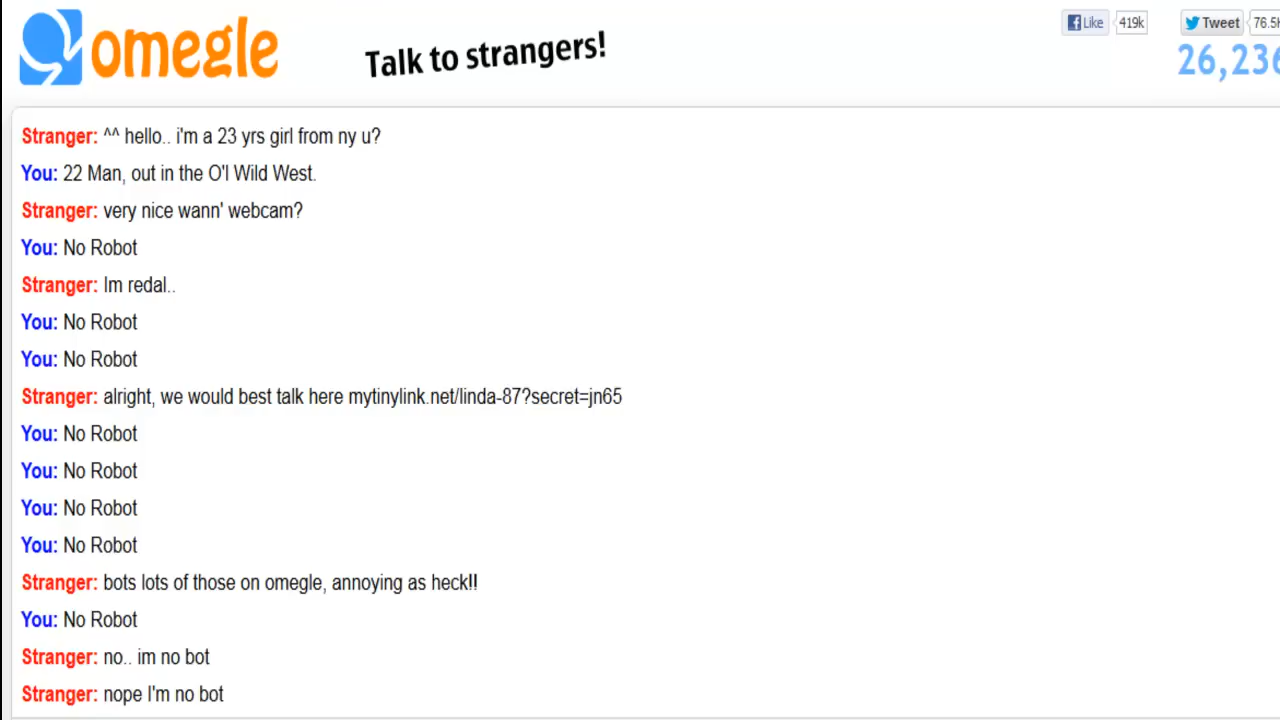 omegle Talk to strangers! Like 419k Tweet
26,236
Stranger: ^^ hello.. i'm a 23 yrs girl from ny u?
You: 22 Man, out in the O'l Wild West.
Stranger: very nice wann' webcam?
You: No Robot
Stranger: Im redal..
You: No Robot
You: No Robot
Stranger: alright, we would best talk here mytinylink.net/linda-87?secret=jn65
You: No Robot
You: No Robot
You: No Robot
You: No Robot
Stranger: bots lots of those on omegle, annoying as heck!!
You: No Robot
Stranger: no.. im no bot
Stranger: nope I'm no bot